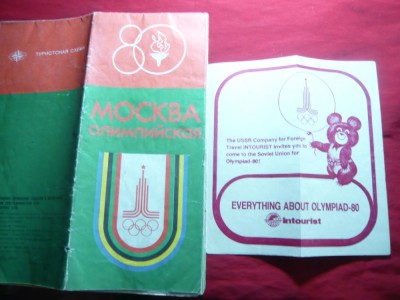 ТУРИСТСКАЯ СХЕМА
80
МОСКВА
ОЛИМПИЙСКАЯ
The USSR Company for Foreign
Travel INTOURIST invites you to
come to the Soviet Union for
Olympiad-80!
EVERYTHING ABOUT OLYMPIAD-80
Intourist